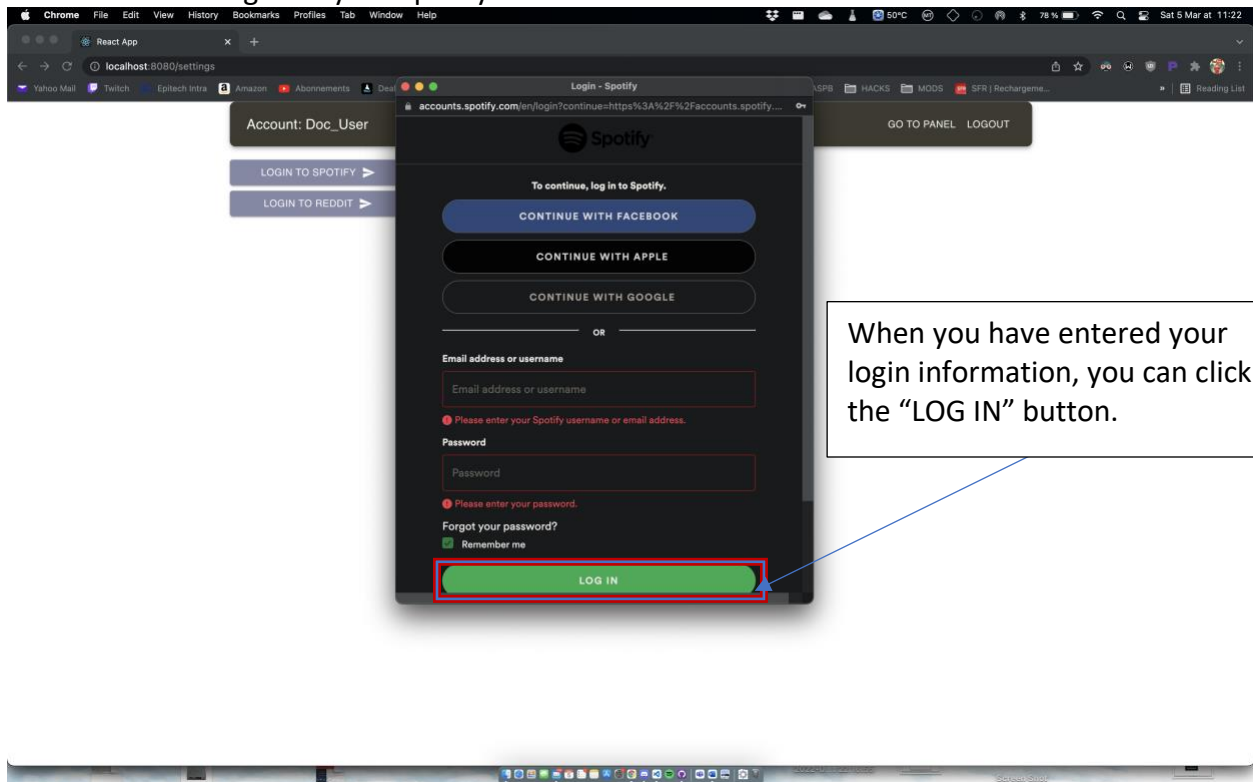 Chrome File Edit View History Bookmarks Profiles Tab Window Help 50°C 78 % Sat 5 Mar at 11:22
React App
localhost:8080/settings
Yahoo Mail Twitch Epitech Intra Amazon Abonnements Deal ASPB HACKS MODS SFR | Rechargeme... » Reading List
Login - Spotify
accounts.spotify.com/en/login?continue=https%3A%2F%2Faccounts.spotify....
Account: Doc_User
GO TO PANEL LOGOUT
Spotify
LOGIN TO SPOTIFY
LOGIN TO REDDIT
To continue, log in to Spotify.
CONTINUE WITH FACEBOOK
CONTINUE WITH APPLE
CONTINUE WITH GOOGLE
OR
Email address or username
Email address or username
Please enter your Spotify username or email address.
Password
Password
Please enter your password.
Forgot your password?
Remember me
LOG IN
When you have entered your
login information, you can click
the “LOG IN” button.
Screen Shot